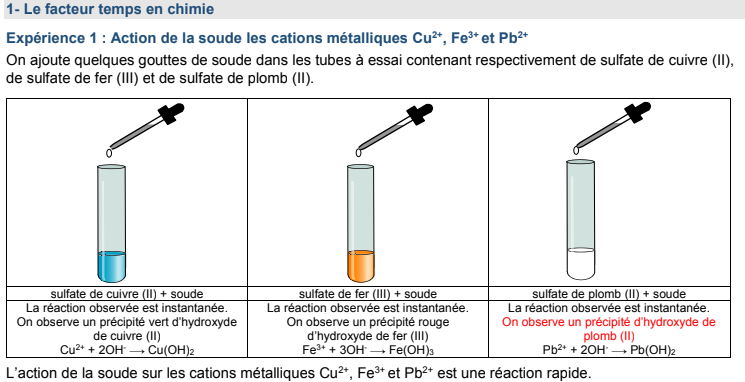 1- Le facteur temps en chimie
Expérience 1 : Action de la soude les cations métalliques Cu²⁺, Fe³⁺ et Pb²⁺
On ajoute quelques gouttes de soude dans les tubes à essai contenant respectivement de sulfate de cuivre (II),
de sulfate de fer (III) et de sulfate de plomb (II).
sulfate de cuivre (II) + soude
La réaction observée est instantanée.
On observe un précipité vert d'hydroxyde
de cuivre (II)
Cu²⁺ + 2OH⁻ → Cu(OH)₂
sulfate de fer (III) + soude
La réaction observée est instantanée.
On observe un précipité rouge
d'hydroxyde de fer (III)
Fe³⁺ + 3OH⁻ → Fe(OH)₃
sulfate de plomb (II) + soude
La réaction observée est instantanée.
On observe un précipité d'hydroxyde de
plomb (II)
Pb²⁺ + 2OH⁻ → Pb(OH)₂
L'action de la soude sur les cations métalliques Cu²⁺, Fe³⁺ et Pb²⁺ est une réaction rapide.